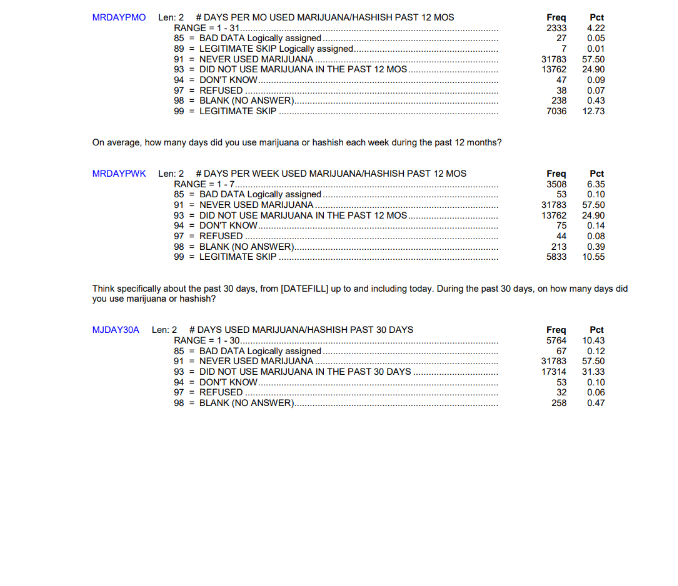 MRDAYPMO Len: 2 # DAYS PER MO USED MARIJUANA/HASHISH PAST 12 MOS Freq Pct
RANGE = 1 - 31 2333 4.22
85 = BAD DATA Logically assigned 27 0.05
89 = LEGITIMATE SKIP Logically assigned 7 0.01
91 = NEVER USED MARIJUANA 31783 57.50
93 = DID NOT USE MARIJUANA IN THE PAST 12 MOS 13762 24.90
94 = DON'T KNOW 47 0.09
97 = REFUSED 38 0.07
98 = BLANK (NO ANSWER) 238 0.43
99 = LEGITIMATE SKIP 7036 12.73
On average, how many days did you use marijuana or hashish each week during the past 12 months?
MRDAYPWK Len: 2 # DAYS PER WEEK USED MARIJUANA/HASHISH PAST 12 MOS Freq Pct
RANGE = 1 - 7 3508 6.35
85 = BAD DATA Logically assigned 53 0.10
91 = NEVER USED MARIJUANA 31783 57.50
93 = DID NOT USE MARIJUANA IN THE PAST 12 MOS 13762 24.90
94 = DON'T KNOW 75 0.14
97 = REFUSED 44 0.08
98 = BLANK (NO ANSWER) 213 0.39
99 = LEGITIMATE SKIP 5833 10.55
Think specifically about the past 30 days, from [DATEFILL] up to and including today. During the past 30 days, on how many days did
you use marijuana or hashish?
MJDAY30A Len: 2 # DAYS USED MARIJUANA/HASHISH PAST 30 DAYS Freq Pct
RANGE = 1 - 30 5764 10.43
85 = BAD DATA Logically assigned 67 0.12
91 = NEVER USED MARIJUANA 31783 57.50
93 = DID NOT USE MARIJUANA IN THE PAST 30 DAYS 17314 31.33
94 = DON'T KNOW 53 0.10
97 = REFUSED 32 0.06
98 = BLANK (NO ANSWER) 258 0.47